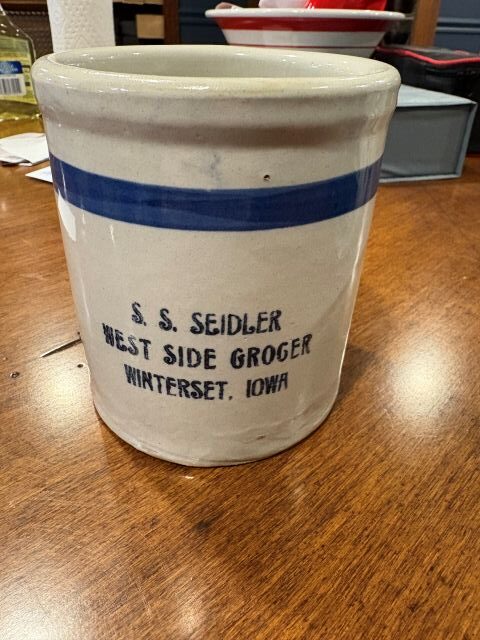 S. S. SEIDLER
WEST SIDE GROCER
WINTERSET, IOWA